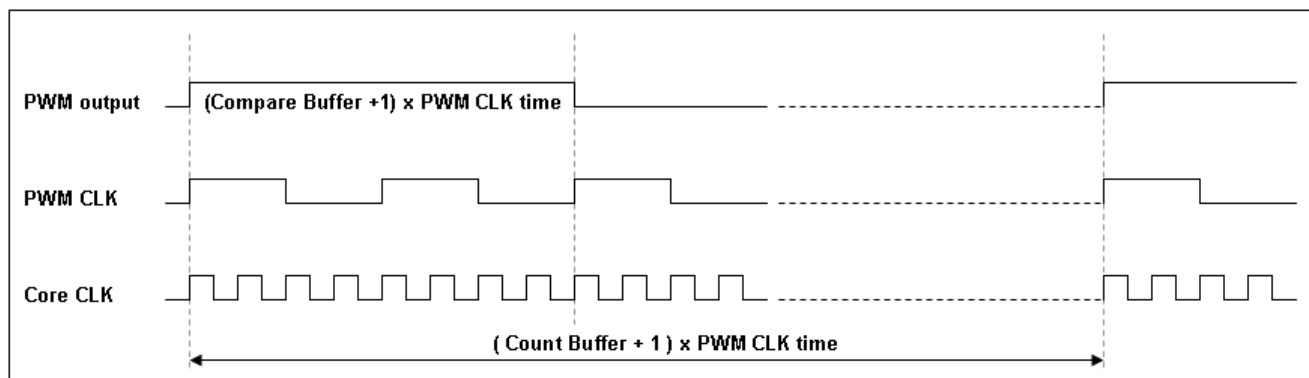 PWM output
(Compare Buffer +1) x PWM CLK time
PWM CLK
Core CLK
( Count Buffer + 1 ) x PWM CLK time